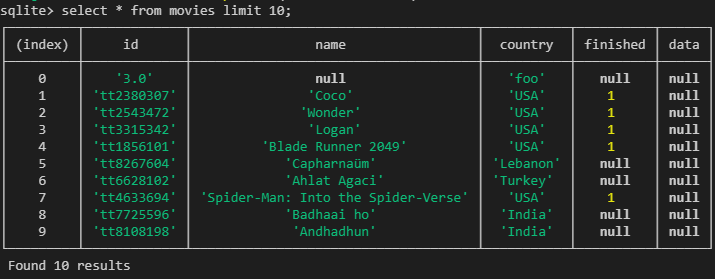 sqlite> select * from movies limit 10;
(index) id name country finished data
0 '3.0' null 'foo' null null
1 'tt2380307' 'Coco' 'USA' 1 null
2 'tt2543472' 'Wonder' 'USA' 1 null
3 'tt3315342' 'Logan' 'USA' 1 null
4 'tt1856101' 'Blade Runner 2049' 'USA' 1 null
5 'tt8267604' 'Capharnaüm' 'Lebanon' null null
6 'tt6628102' 'Ahlat Agaci' 'Turkey' null null
7 'tt4633694' 'Spider-Man: Into the Spider-Verse' 'USA' 1 null
8 'tt7725596' 'Badhaai ho' 'India' null null
9 'tt8108198' 'Andhadhun' 'India' null null
Found 10 results